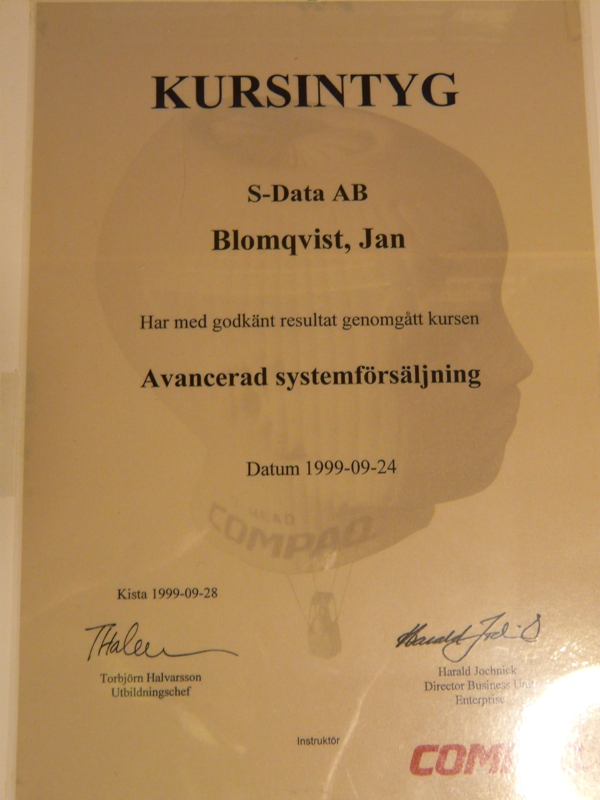 KURSINTYG
S-Data AB
Blomqvist, Jan
Har med godkänt resultat genomgått kursen
Avancerad systemförsäljning
Datum 1999-09-24
COMPAQ
Kista 1999-09-28
Torbjörn Halvarsson
Utbildningschef
Harald Jochnick
Director Business Unit
Enterprise
Instruktör
COM